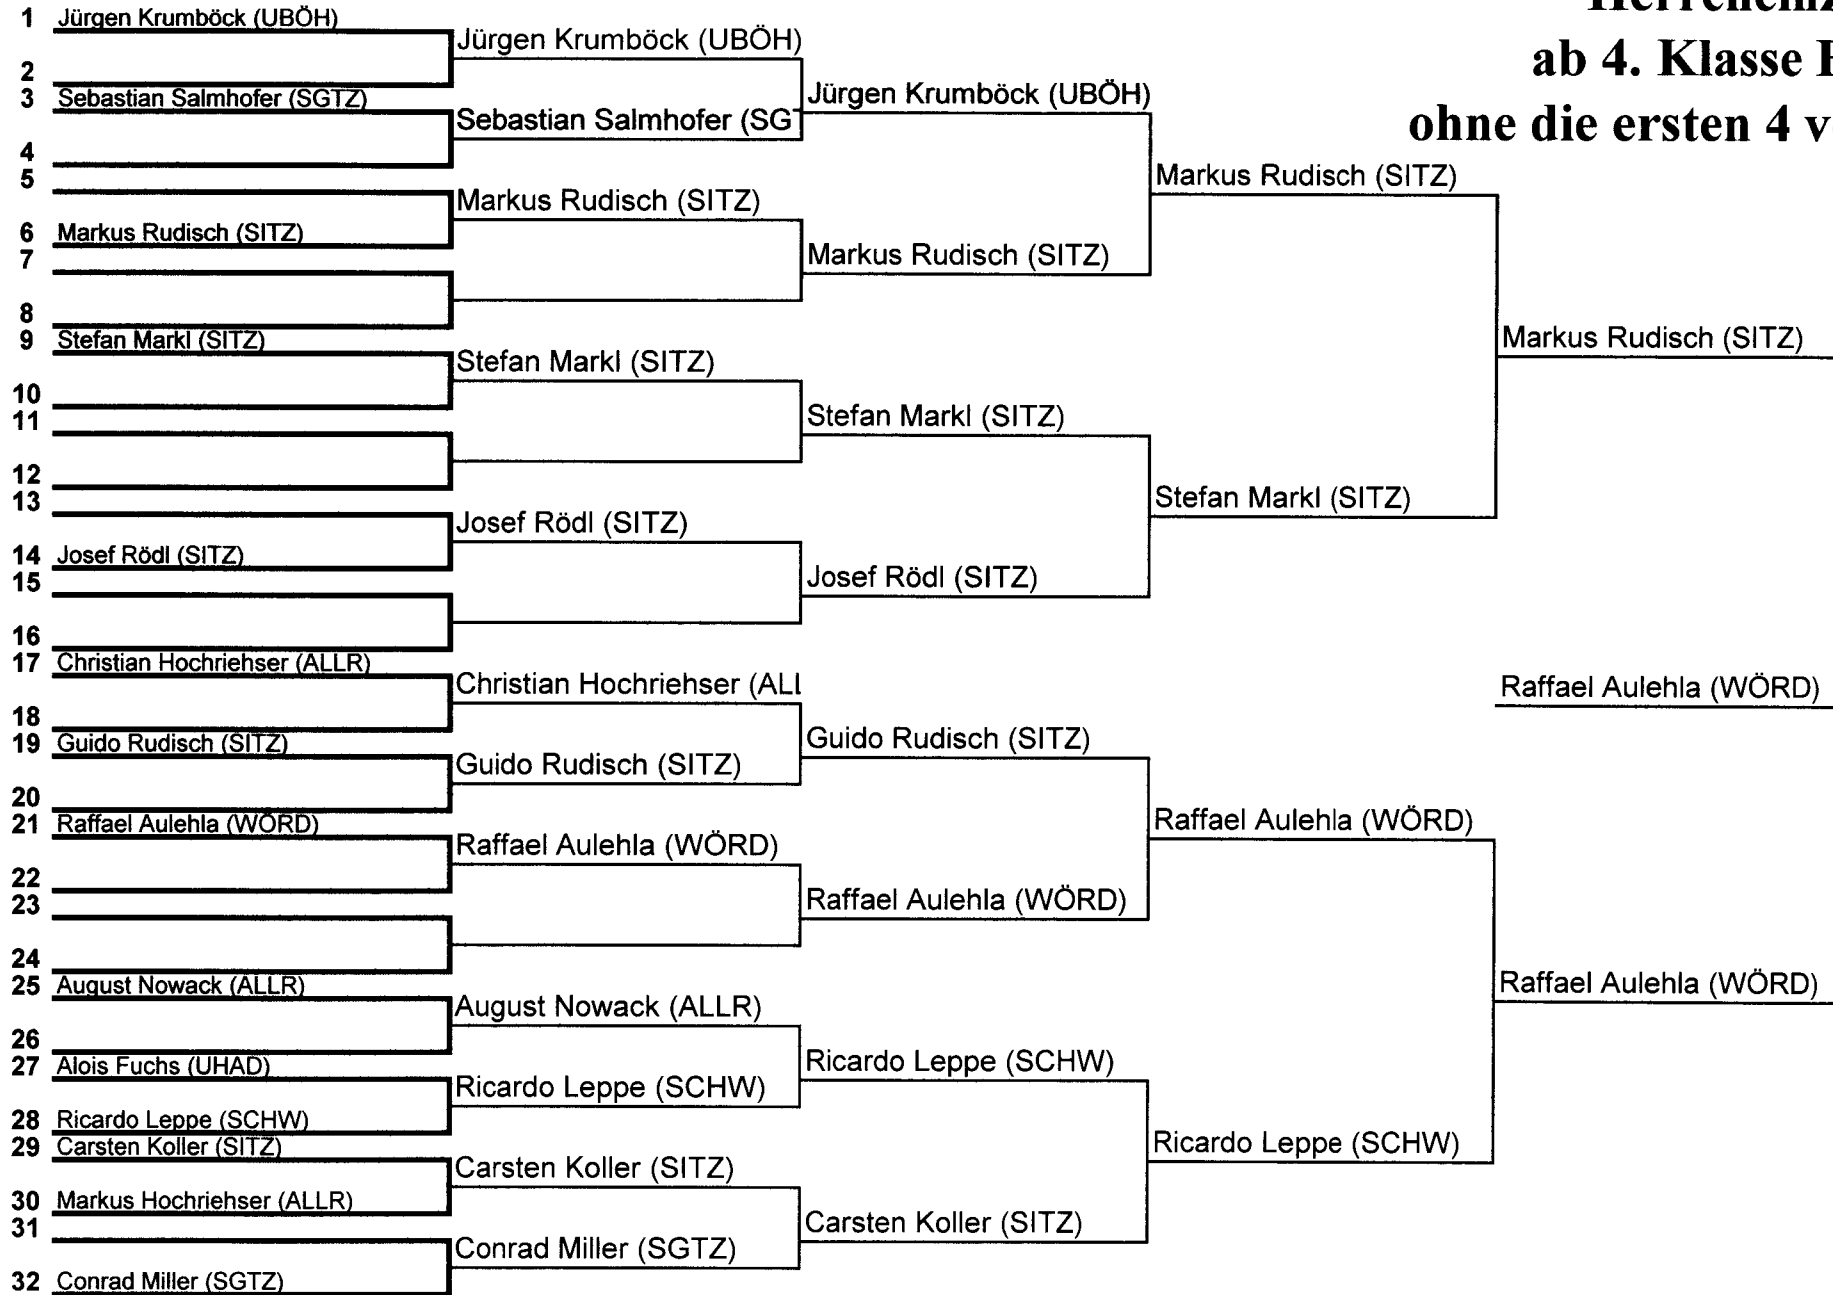 Herreneinz
ab 4. Klasse
ohne die ersten 4 v
1 Jürgen Krumböck (UBÖH)
2
3 Sebastian Salmhofer (SGTZ)
4
5
6 Markus Rudisch (SITZ)
7
8
9 Stefan Markl (SITZ)
10
11
12
13
14 Josef Rödl (SITZ)
15
16
17 Christian Hochriehser (ALLR)
18
19 Guido Rudisch (SITZ)
20
21 Raffael Aulehla (WÖRD)
22
23
24
25 August Nowack (ALLR)
26
27 Alois Fuchs (UHAD)
28 Ricardo Leppe (SCHW)
29 Carsten Koller (SITZ)
30 Markus Hochriehser (ALLR)
31
32 Conrad Miller (SGTZ)
Jürgen Krumböck (UBÖH)
Sebastian Salmhofer (SGT
Markus Rudisch (SITZ)
Stefan Markl (SITZ)
Josef Rödl (SITZ)
Christian Hochriehser (ALL
Guido Rudisch (SITZ)
Raffael Aulehla (WÖRD)
August Nowack (ALLR)
Ricardo Leppe (SCHW)
Carsten Koller (SITZ)
Conrad Miller (SGTZ)
Jürgen Krumböck (UBÖH)
Markus Rudisch (SITZ)
Stefan Markl (SITZ)
Josef Rödl (SITZ)
Guido Rudisch (SITZ)
Raffael Aulehla (WÖRD)
Ricardo Leppe (SCHW)
Carsten Koller (SITZ)
Markus Rudisch (SITZ)
Stefan Markl (SITZ)
Raffael Aulehla (WÖRD)
Ricardo Leppe (SCHW)
Markus Rudisch (SITZ)
Raffael Aulehla (WÖRD)
Raffael Aulehla (WÖRD)